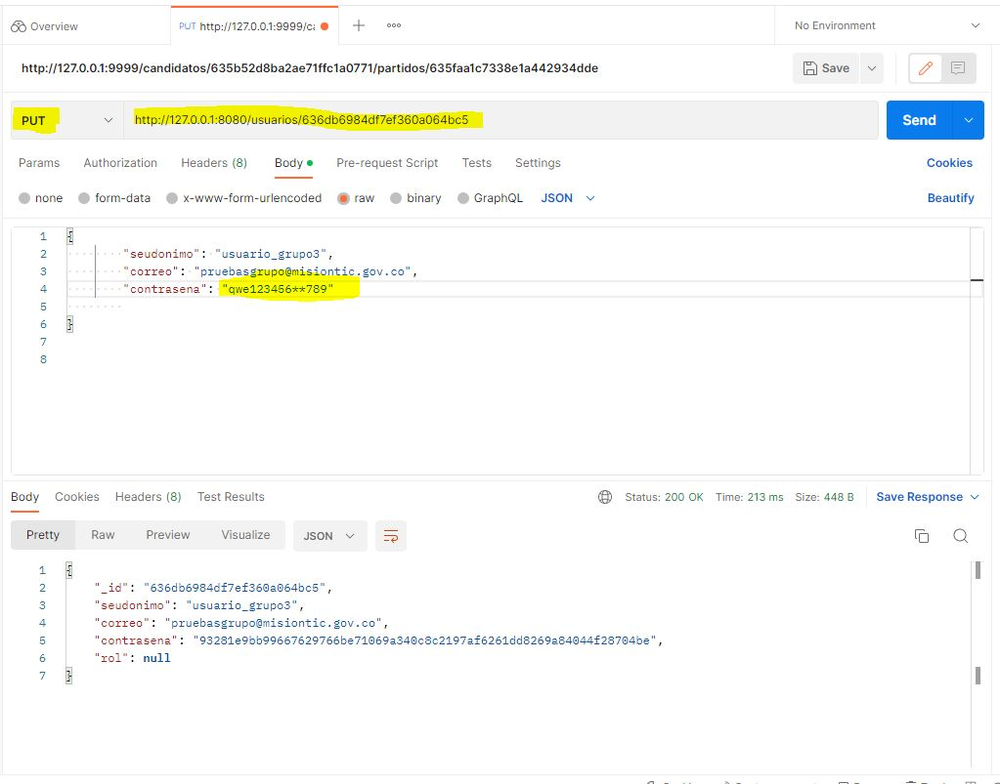 Overview
PUT http://127.0.0.1:9999/ca
No Environment
http://127.0.0.1:9999/candidatos/635b52d8ba2ae71ffc1a0771/partidos/635faa1c7338e1a442934dde
Save
PUT
http://127.0.0.1:8080/usuarios/636db6984df7ef360a064bc5
Send
Params Authorization Headers (8) Body Pre-request Script Tests Settings
Cookies
none form-data x-www-form-urlencoded raw binary GraphQL JSON
Beautify
1 {
2 "seudonimo": "usuario_grupo3",
3 "correo": "pruebasgrupo@misiontic.gov.co",
4 "contrasena": "qwe123456**789"
5
6 }
7
8
Body Cookies Headers (8) Test Results
Status: 200 OK Time: 213 ms Size: 448 B
Save Response
Pretty Raw Preview Visualize
JSON
1 {
2 "_id": "636db6984df7ef360a064bc5",
3 "seudonimo": "usuario_grupo3",
4 "correo": "pruebasgrupo@misiontic.gov.co",
5 "contrasena": "93281e9bb99667629766be71069a340c8c2197af6261dd8269a84044f28704be",
6 "rol": null
7 }